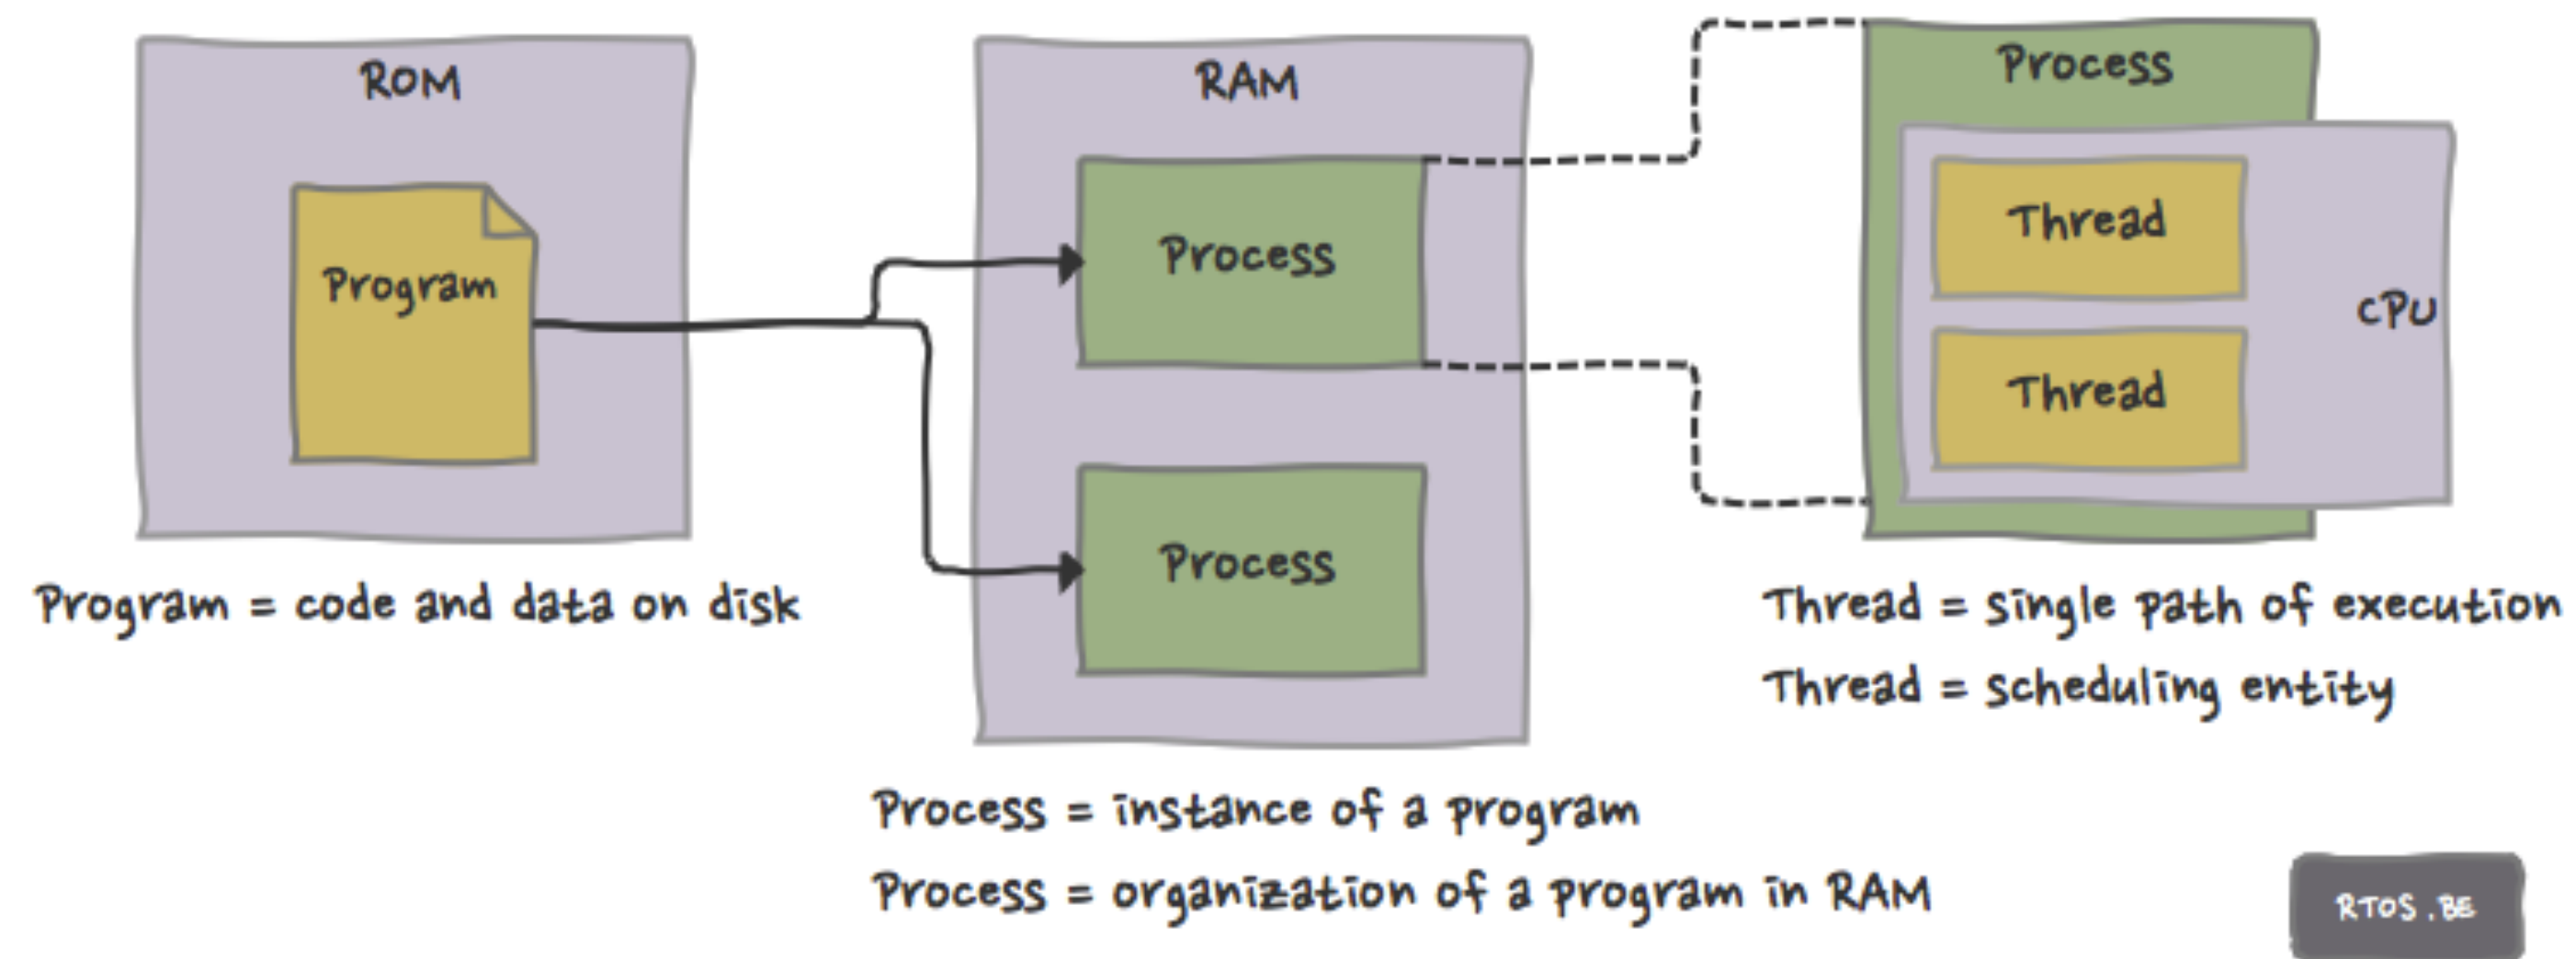 ROM
Program
Program = code and data on disk
RAM
Process
Process
Process = instance of a program
Process = organization of a program in RAM
Process
Thread
Thread
CPU
Thread = single path of execution
Thread = scheduling entity
RTOS.BE